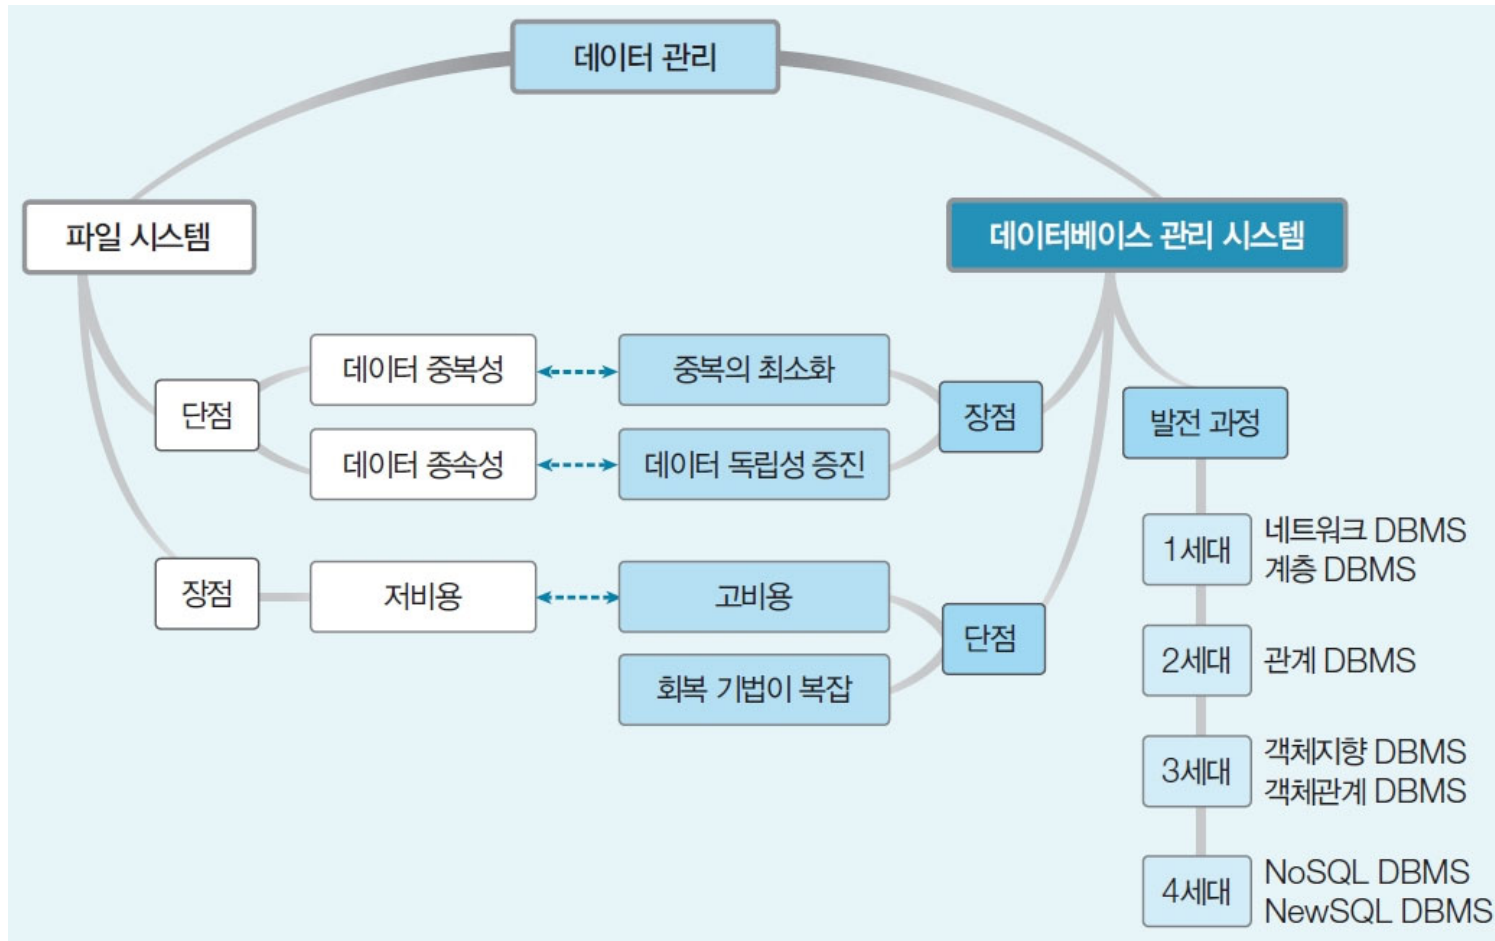 데이터 관리
파일 시스템
데이터베이스 관리 시스템
단점
데이터 중복성
중복의 최소화
데이터 종속성
데이터 독립성 증진
장점
발전 과정
장점
저비용
고비용
회복 기법이 복잡
단점
1세대
네트워크 DBMS
계층 DBMS
2세대
관계 DBMS
3세대
객체지향 DBMS
객체관계 DBMS
4세대
NoSQL DBMS
NewSQL DBMS